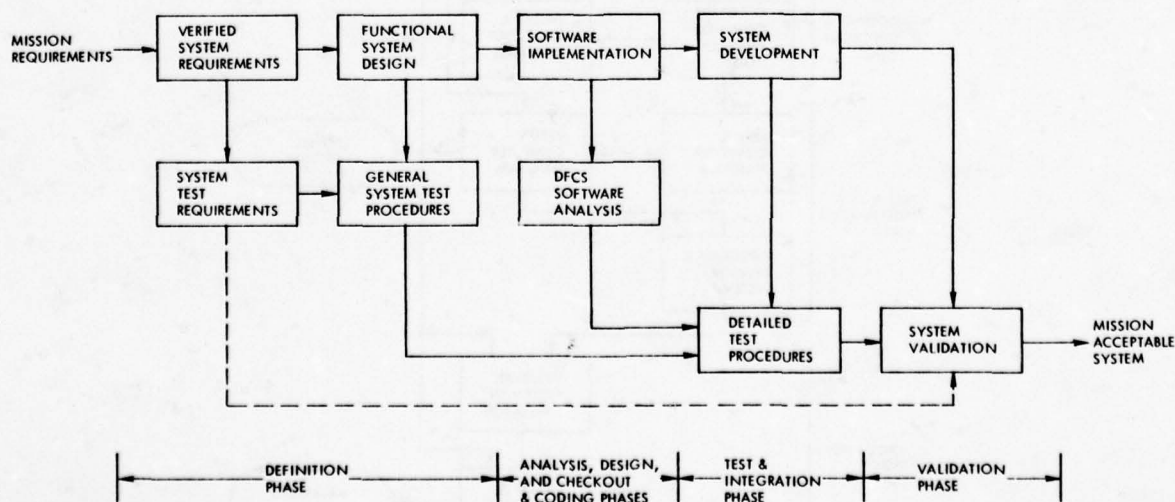 MISSION
REQUIREMENTS
VERIFIED
SYSTEM
REQUIREMENTS
FUNCTIONAL
SYSTEM
DESIGN
SOFTWARE
IMPLEMENTATION
SYSTEM
DEVELOPMENT
SYSTEM
TEST
REQUIREMENTS
GENERAL
SYSTEM TEST
PROCEDURES
DFCS
SOFTWARE
ANALYSIS
DETAILED
TEST
PROCEDURES
SYSTEM
VALIDATION
MISSION
ACCEPTABLE
SYSTEM
DEFINITION
PHASE
ANALYSIS, DESIGN,
AND CHECKOUT
& CODING PHASES
TEST &
INTEGRATION
PHASE
VALIDATION
PHASE